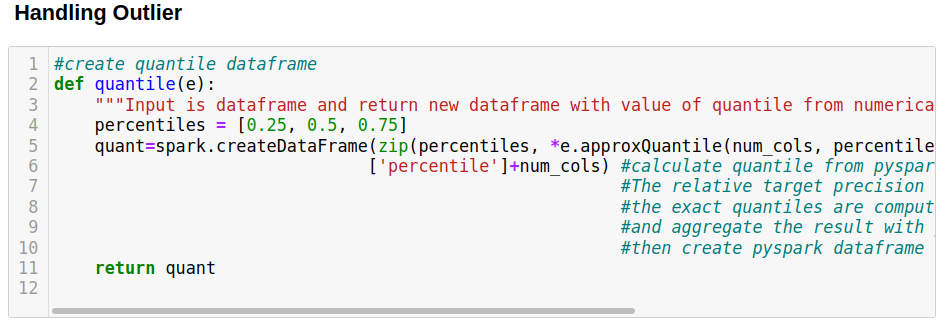 Handling Outlier
1 #create quantile dataframe
2 def quantile(e):
3     """Input is dataframe and return new dataframe with value of quantile from numerica
4     percentiles = [0.25, 0.5, 0.75]
5     quant=spark.createDataFrame(zip(percentiles, *e.approxQuantile(num_cols, percentile
6                                ['percentile']+num_cols) #calculate quantile from pyspar
7                                                         #The relative target precision
8                                                         #the exact quantiles are comput
9                                                         #and aggregate the result with
10                                                         #then create pyspark dataframe
11     return quant
12